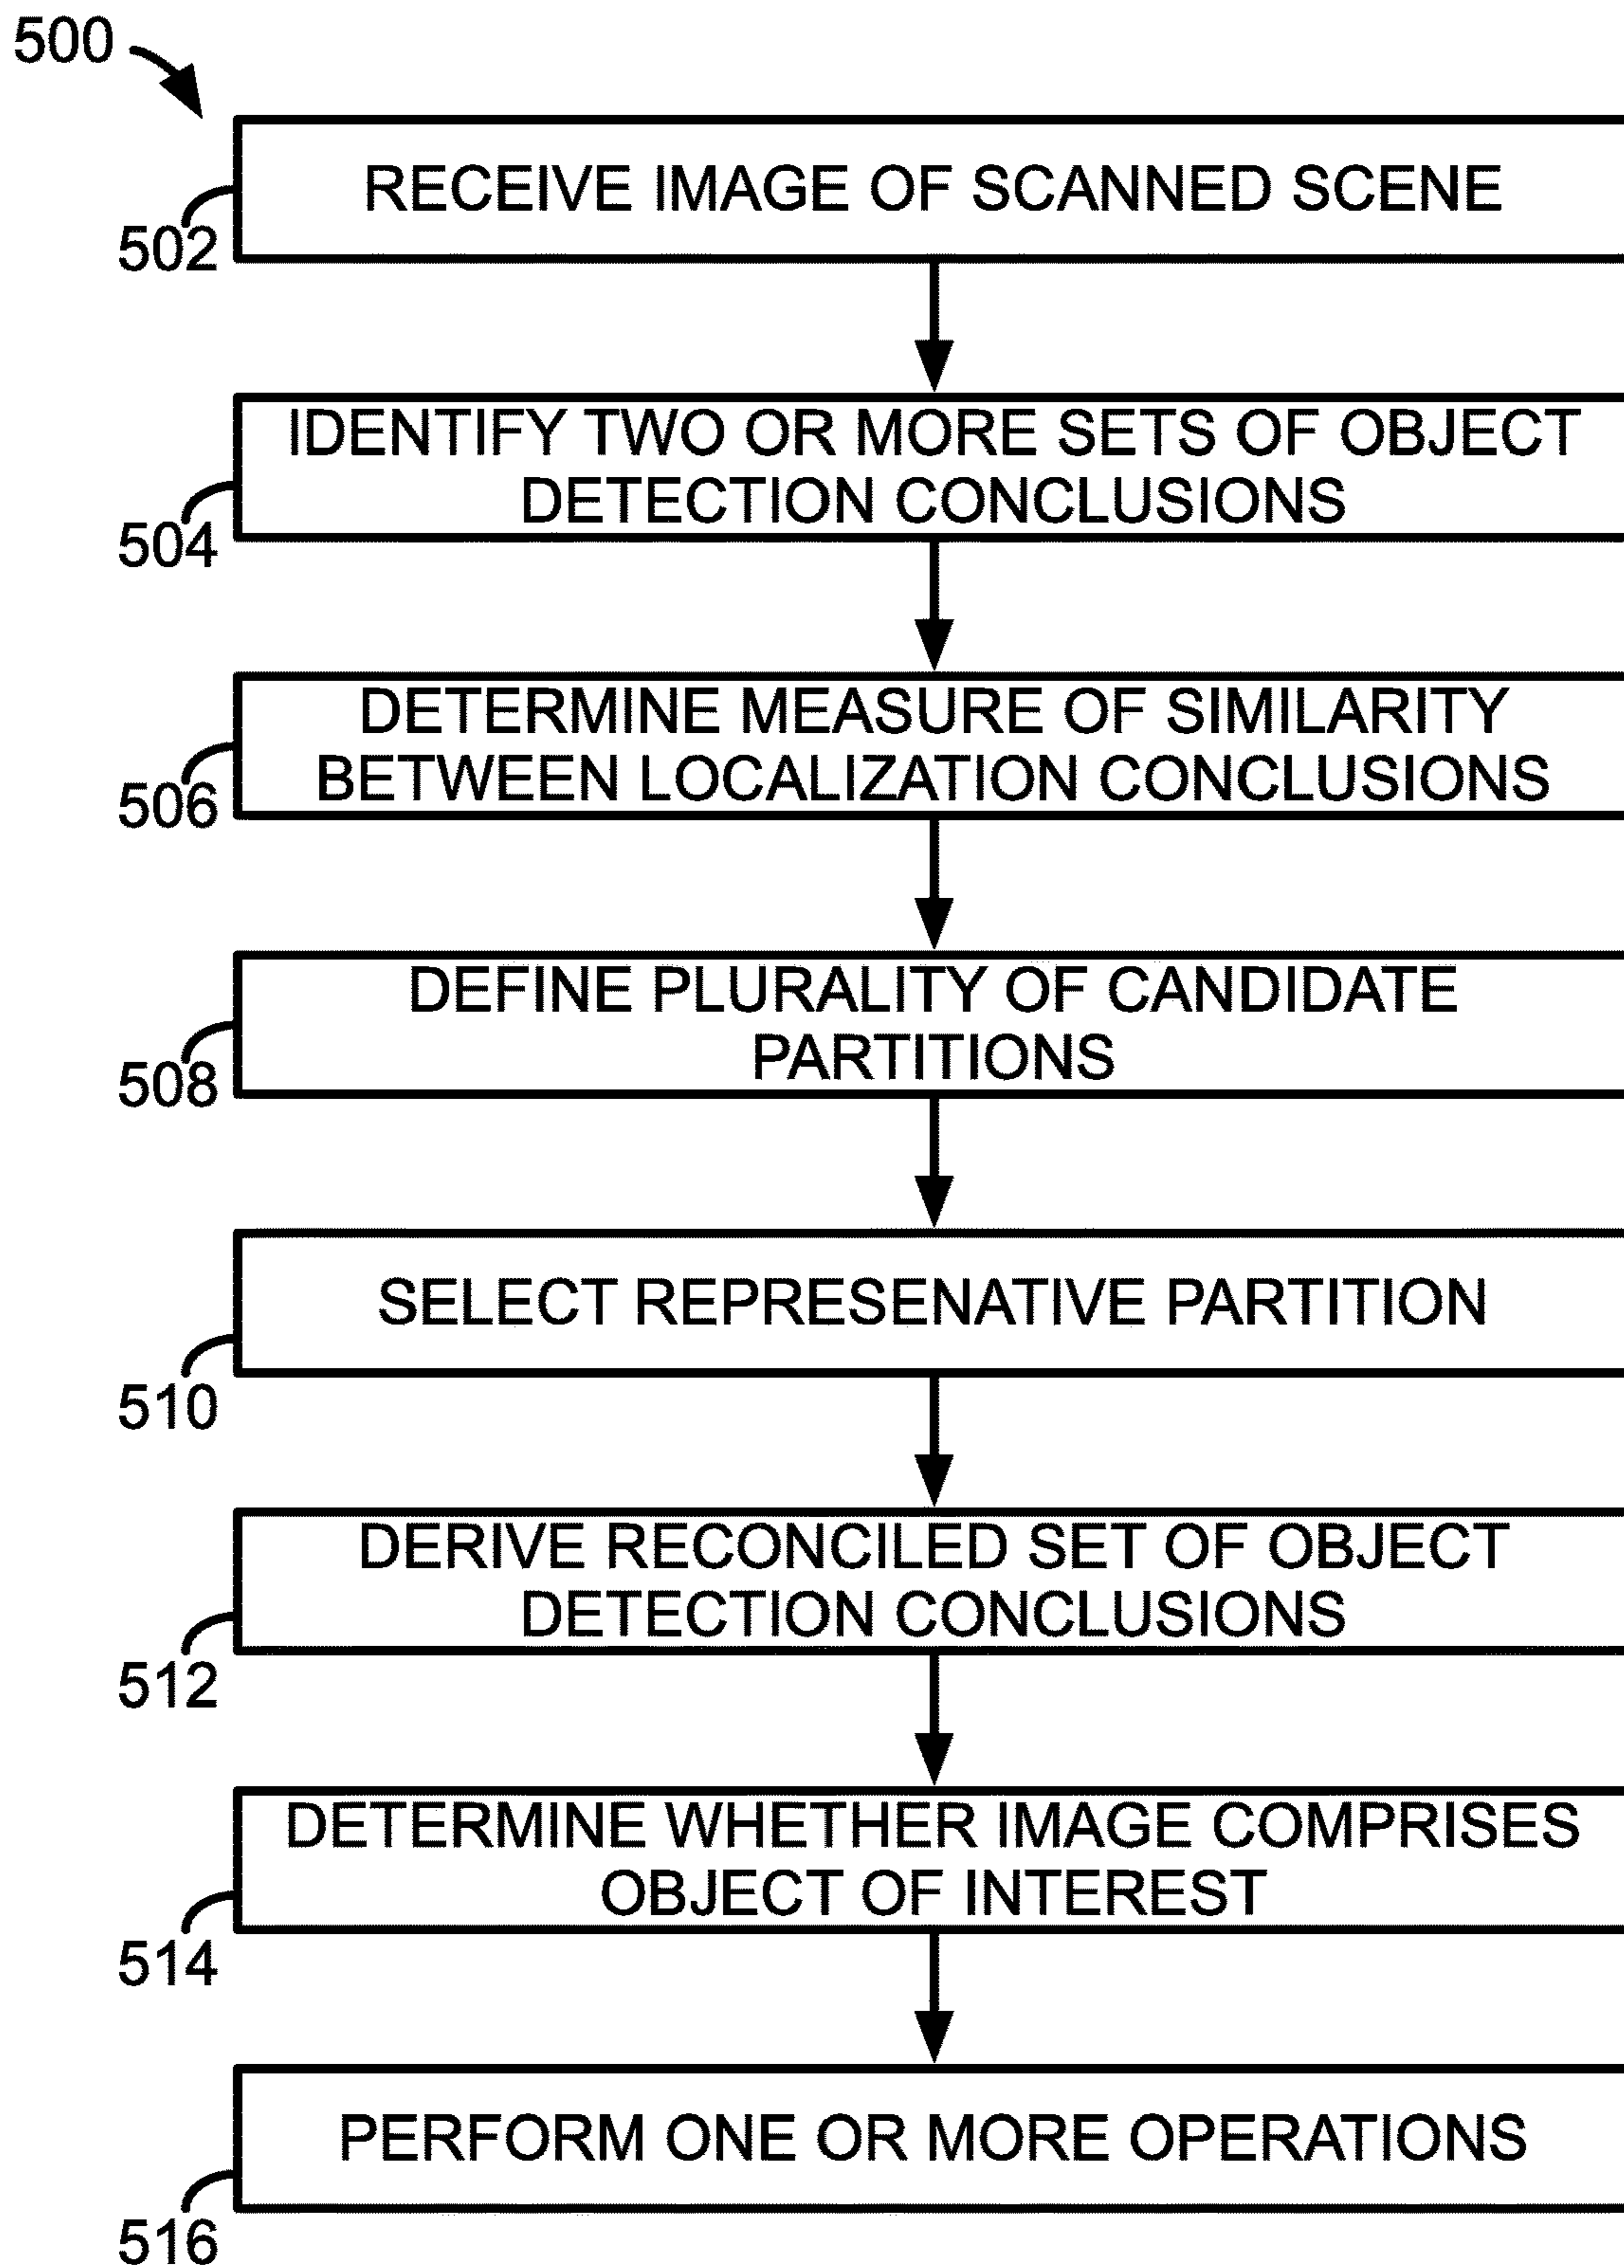 500
RECEIVE IMAGE OF SCANNED SCENE
502
IDENTIFY TWO OR MORE SETS OF OBJECT
DETECTION CONCLUSIONS
504
DETERMINE MEASURE OF SIMILARITY
BETWEEN LOCALIZATION CONCLUSIONS
506
DEFINE PLURALITY OF CANDIDATE
PARTITIONS
508
SELECT REPRESENATIVE PARTITION
510
DERIVE RECONCILED SET OF OBJECT
DETECTION CONCLUSIONS
512
DETERMINE WHETHER IMAGE COMPRISES
OBJECT OF INTEREST
514
PERFORM ONE OR MORE OPERATIONS
516